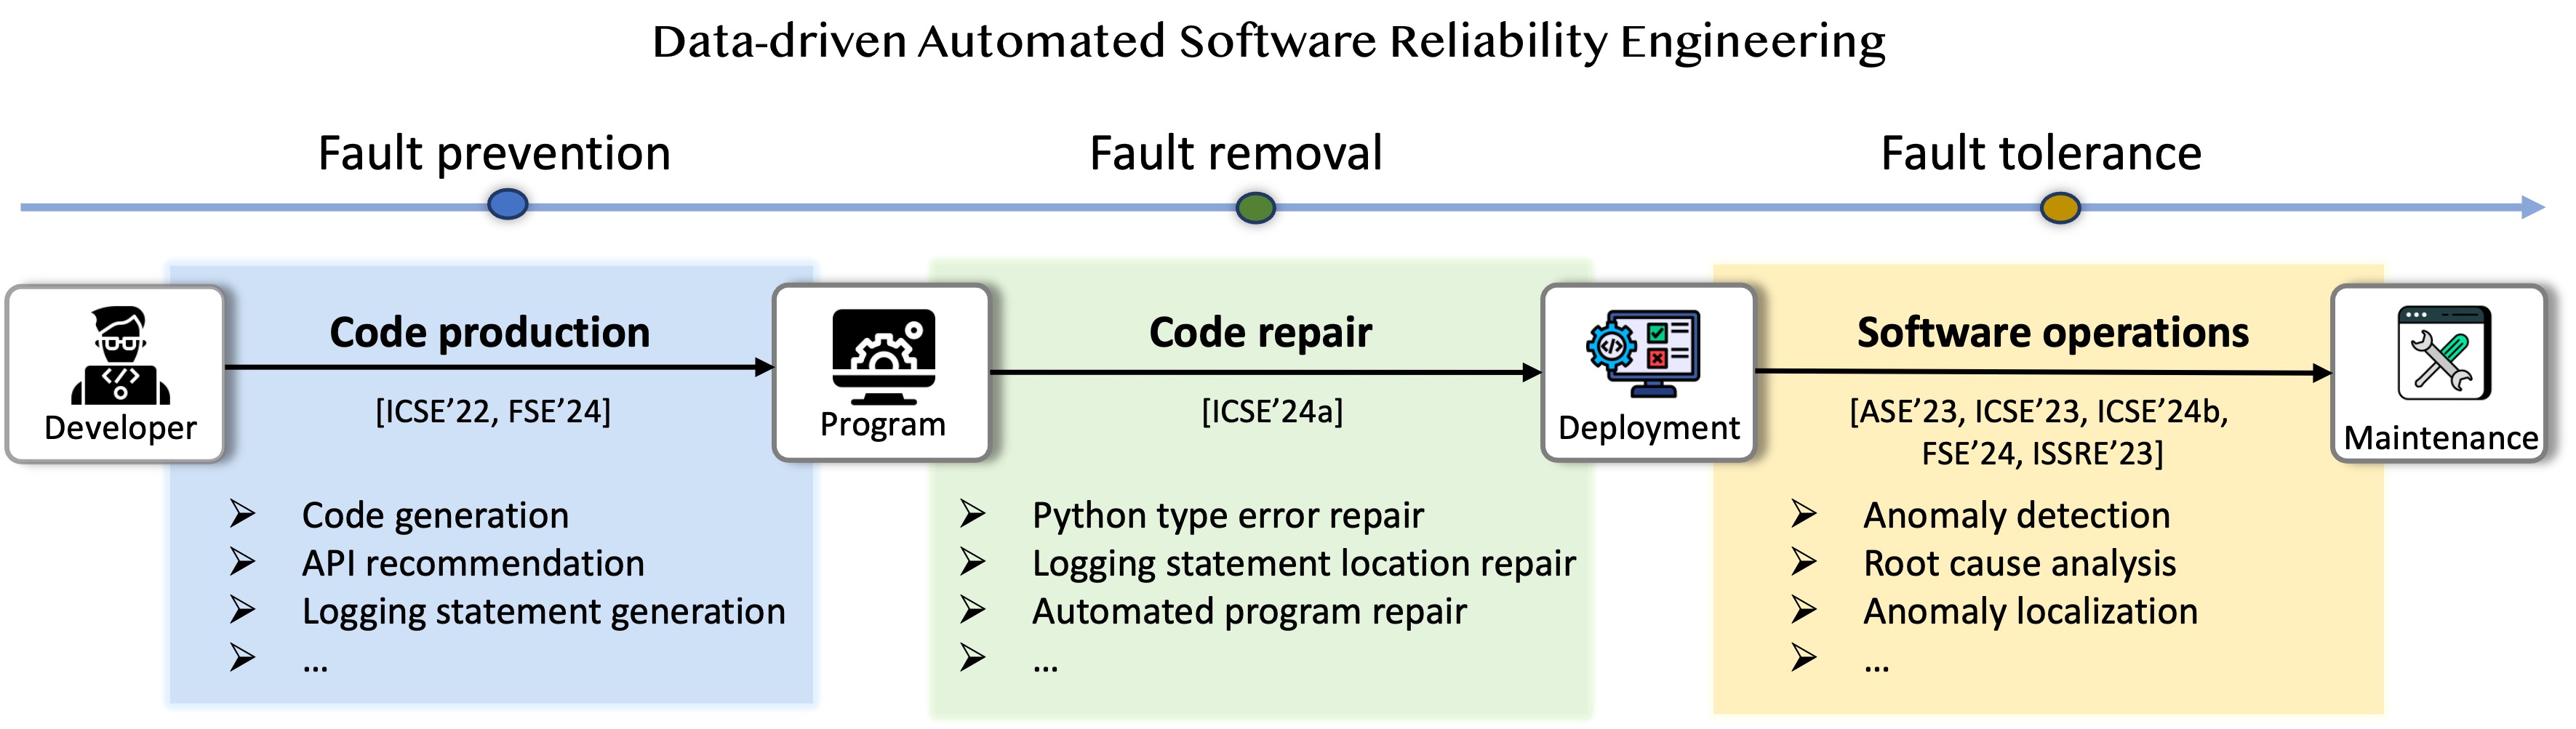 Data-driven Automated Software Reliability Engineering
Fault prevention
Fault removal
Fault tolerance
Developer
Code production
[ICSE’22, FSE’24]
Code generation
API recommendation
Logging statement generation
...
Program
Code repair
[ICSE’24a]
Python type error repair
Logging statement location repair
Automated program repair
...
Deployment
Software operations
[ASE’23, ICSE’23, ICSE’24b,
FSE’24, ISSRE’23]
Anomaly detection
Root cause analysis
Anomaly localization
...
Maintenance